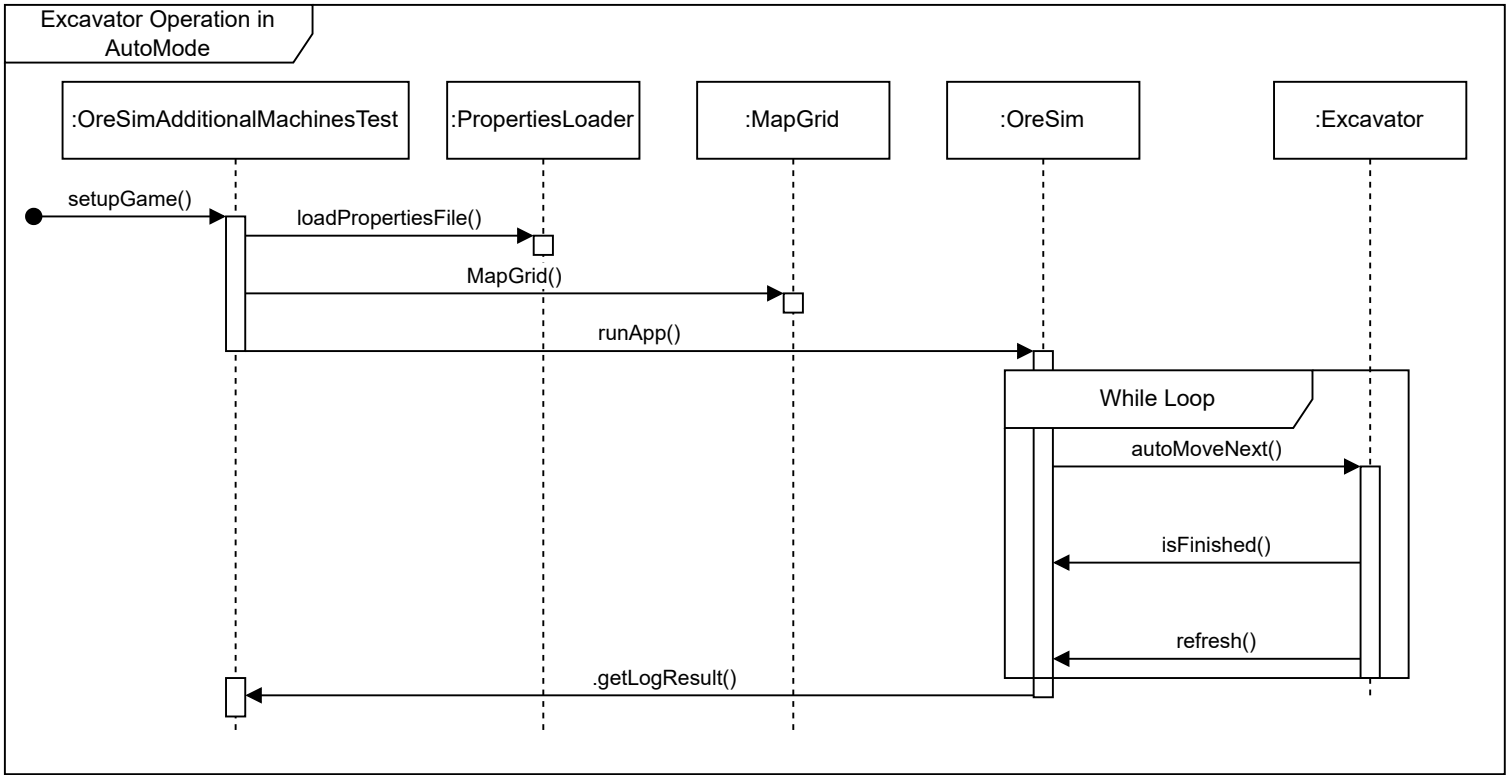 Excavator Operation in
AutoMode
:OreSimAdditionalMachinesTest
:PropertiesLoader
:MapGrid
:OreSim
:Excavator
setupGame()
loadPropertiesFile()
MapGrid()
runApp()
While Loop
autoMoveNext()
isFinished()
refresh()
.getLogResult()